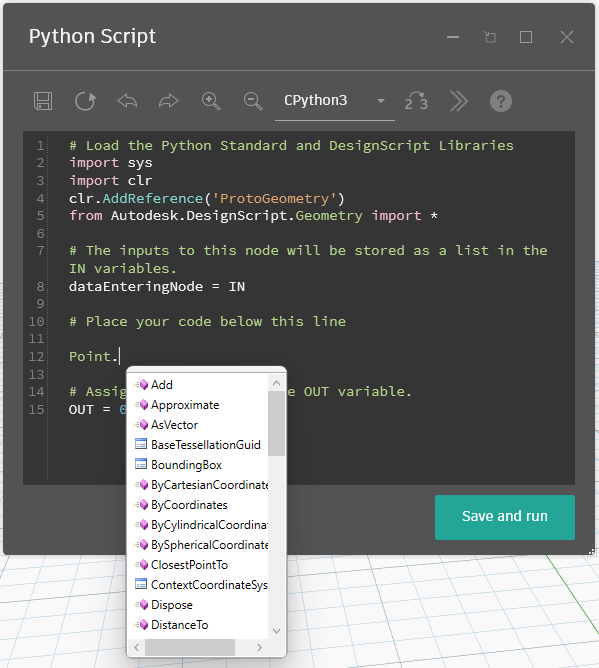 Python Script
CPython3
2 3
?
1 # Load the Python Standard and DesignScript Libraries
2 import sys
3 import clr
4 clr.AddReference('ProtoGeometry')
5 from Autodesk.DesignScript.Geometry import *
6
7 # The inputs to this node will be stored as a list in the
IN variables.
8 dataEnteringNode = IN
9
10 # Place your code below this line
11
12 Point.
13
14 # Assig e OUT variable.
15 OUT = 0
Add
Approximate
AsVector
BaseTessellationGuid
BoundingBox
ByCartesianCoordinate
ByCoordinates
ByCylindricalCoordina
BySphericalCoordinate
ClosestPointTo
ContextCoordinateSys
Dispose
DistanceTo
Save and run